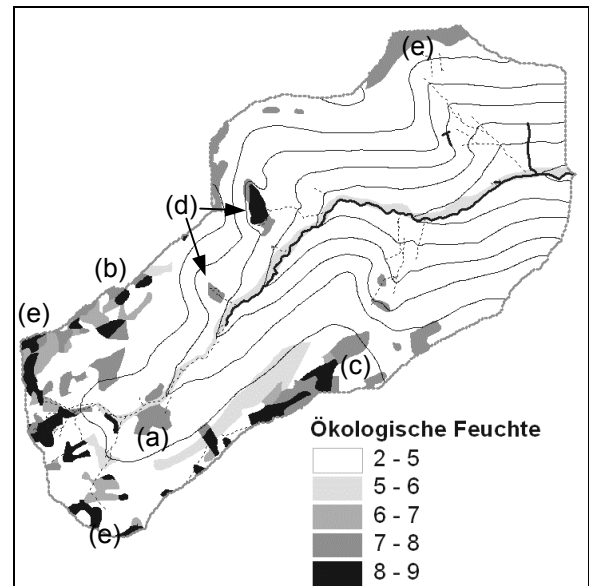 (e)
(d)
(b)
(e)
(c)
(a)
(e)
Ökologische Feuchte
2 - 5
5 - 6
6 - 7
7 - 8
8 - 9